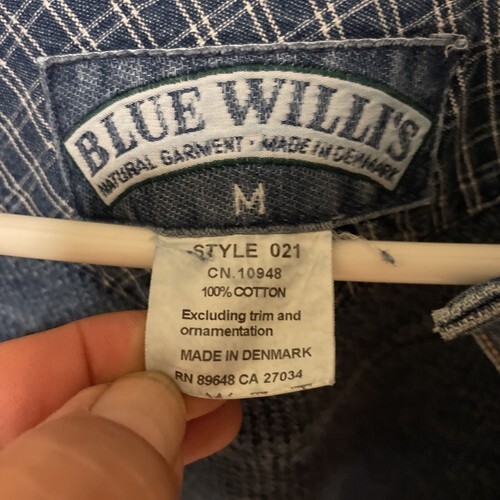 BLUE WILLI'S
NATURAL GARMENT · MADE IN DENMARK
M
STYLE 021
CN.10948
100% COTTON
Excluding trim and
ornamentation
MADE IN DENMARK
RN 89648 CA 27034